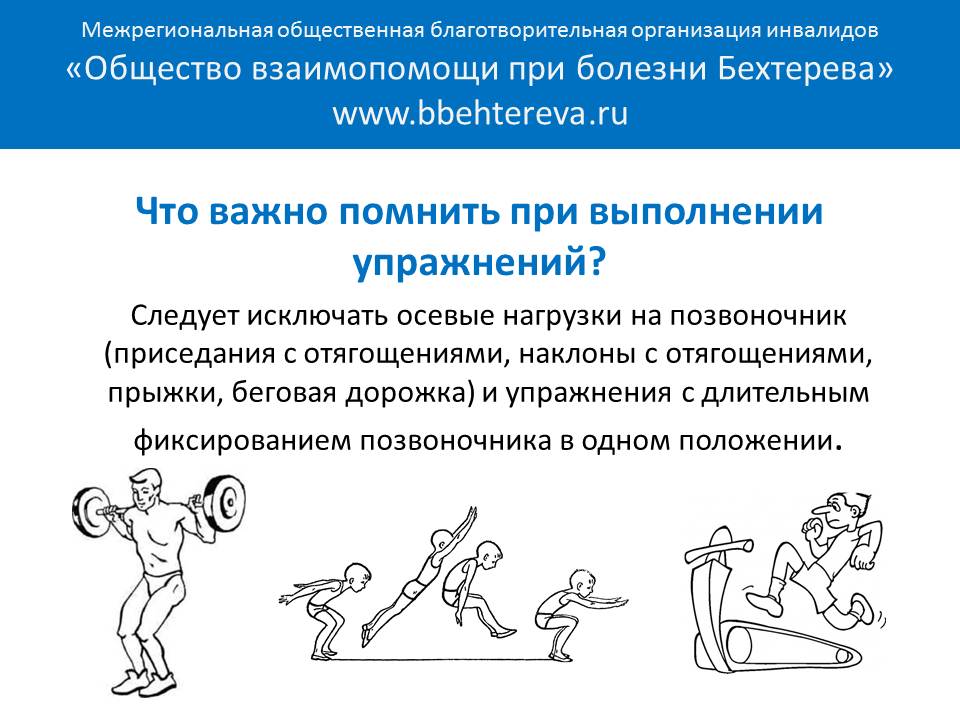 Межрегиональная общественная благотворительная организация инвалидов
«Общество взаимопомощи при болезни Бехтерева»
www.bbehtereva.ru
Что важно помнить при выполнении
упражнений?
Следует исключать осевые нагрузки на позвоночник
(приседания с отягощениями, наклоны с отягощениями,
прыжки, беговая дорожка) и упражнения с длительным
фиксированием позвоночника в одном положении.